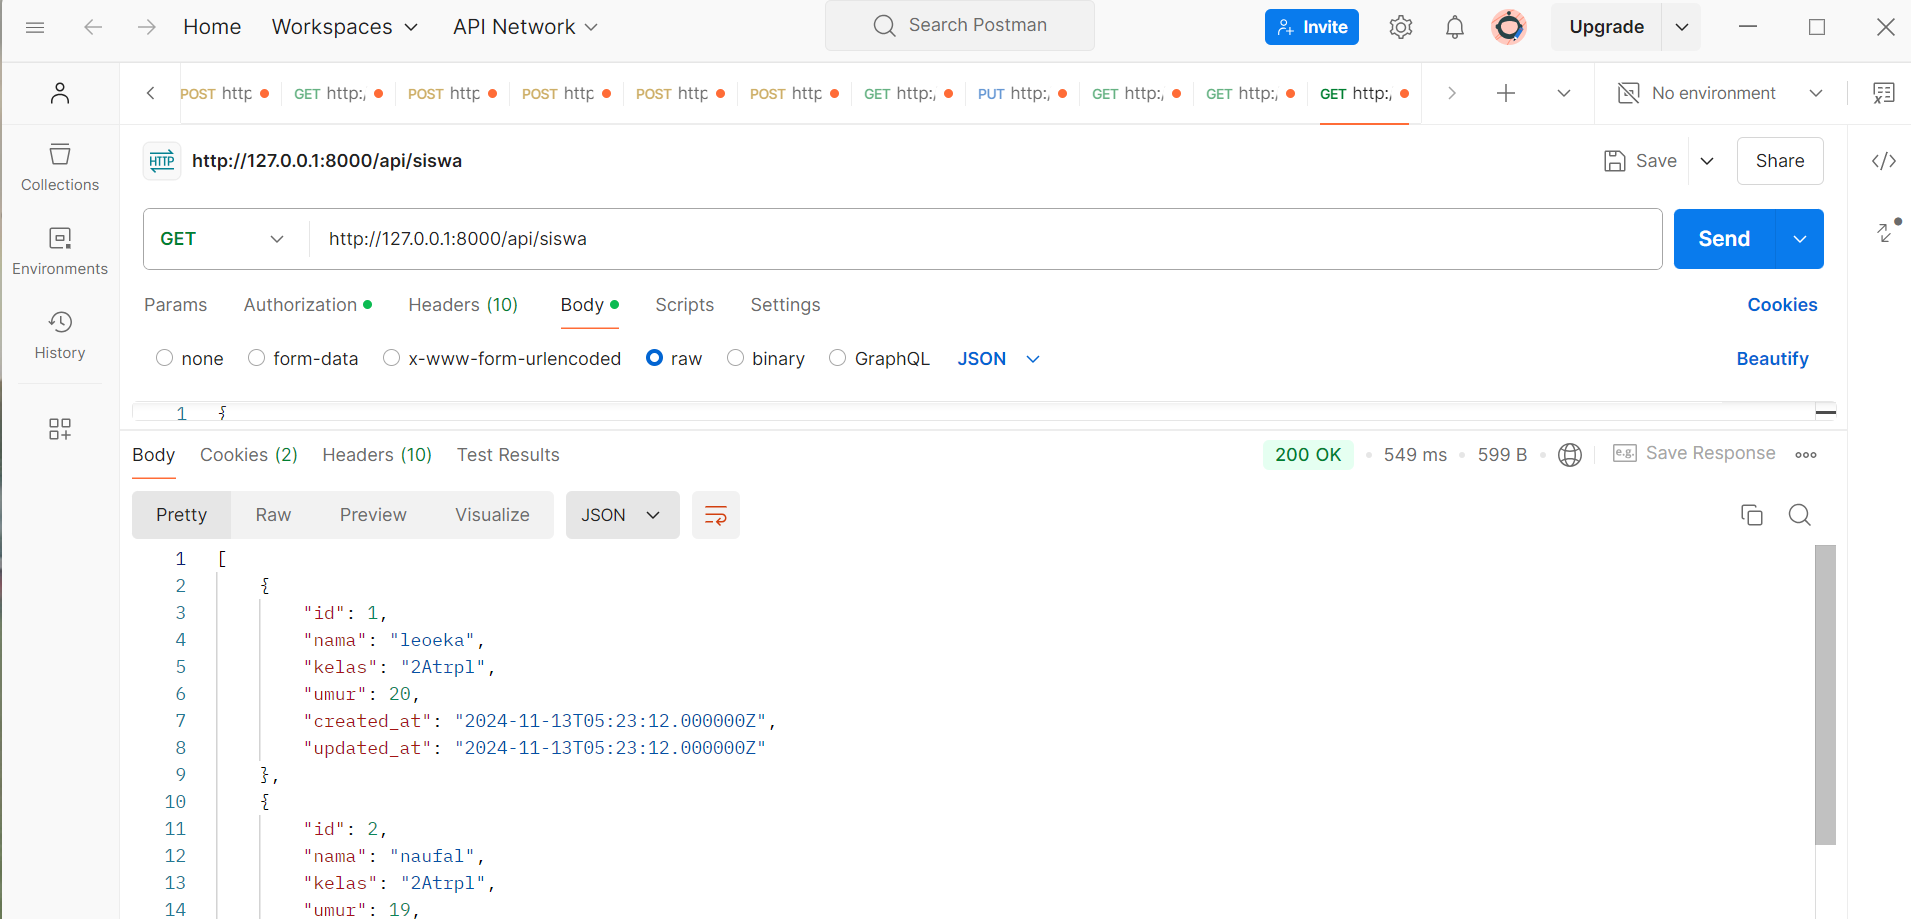 Home Workspaces API Network Search Postman Invite Upgrade
POST http GET http:/ POST http POST http POST http POST http GET http:/ PUT http:/ GET http:/ GET http:/ GET http:/ No environment
HTTP http://127.0.0.1:8000/api/siswa Save Share
Collections
GET http://127.0.0.1:8000/api/siswa Send
Environments
Params Authorization Headers (10) Body Scripts Settings Cookies
History
none form-data x-www-form-urlencoded raw binary GraphQL JSON Beautify
1 {
Body Cookies (2) Headers (10) Test Results 200 OK • 549 ms • 599 B • e.g. Save Response
Pretty Raw Preview Visualize JSON
1 [
2 {
3 "id": 1,
4 "nama": "leoeka",
5 "kelas": "2Atrpl",
6 "umur": 20,
7 "created_at": "2024-11-13T05:23:12.000000Z",
8 "updated_at": "2024-11-13T05:23:12.000000Z"
9 },
10 {
11 "id": 2,
12 "nama": "naufal",
13 "kelas": "2Atrpl",
14 "umur": 19,